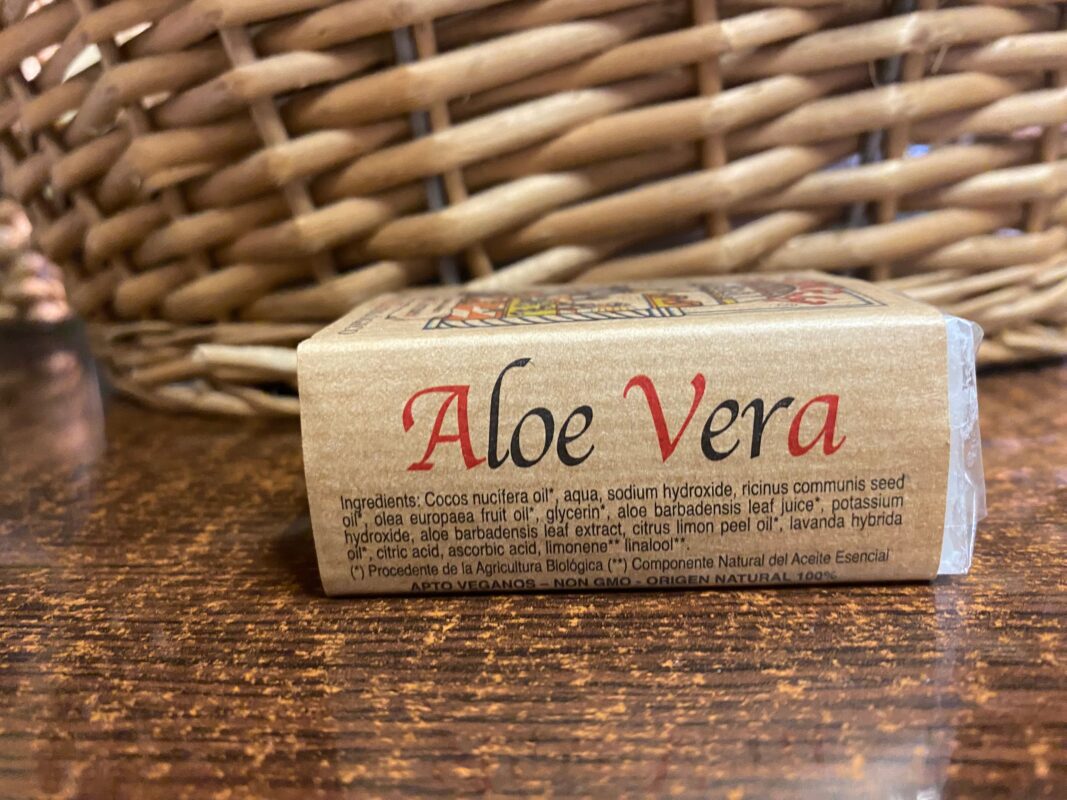 Aloe Vera
Ingredients: Cocos nucifera oil*, aqua, sodium hydroxide, ricinus communis seed
oil*, olea europaea fruit oil*, glycerin*, aloe barbadensis leaf juice*, potassium
hydroxide, aloe barbadensis leaf extract, citrus limon peel oil*, lavanda hybrida
oil*, citric acid, ascorbic acid, limonene** linalool**.
(*) Procedente de la Agricultura Biológica (**) Componente Natural del Aceite Esencial
APTO VEGANOS – NON GMO - ORIGEN NATURAL 100%